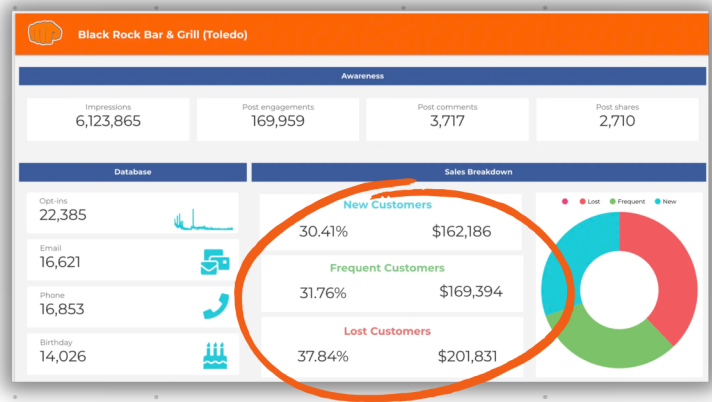 Black Rock Bar & Grill (Toledo)
Awareness
Impressions
6,123,865
Post engagements
169,959
Post comments
3,717
Post shares
2,710
Database
Opt-ins
22,385
Email
16,621
Phone
16,853
Birthday
14,026
Sales Breakdown
New Customers
30.41% $162,186
Frequent Customers
31.76% $169,394
Lost Customers
37.84% $201,831
Lost Frequent New